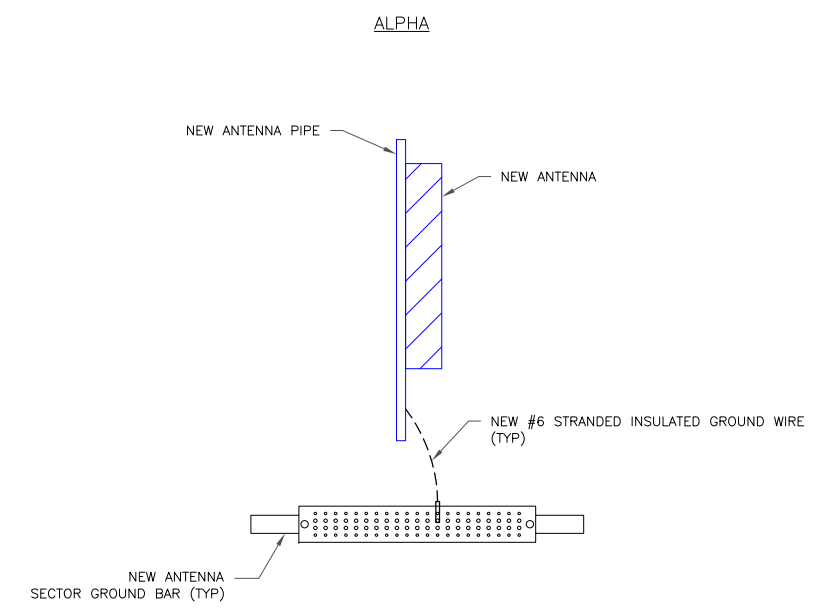 ALPHA
NEW ANTENNA PIPE
NEW ANTENNA
NEW #6 STRANDED INSULATED GROUND WIRE
(TYP)
NEW ANTENNA
SECTOR GROUND BAR (TYP)